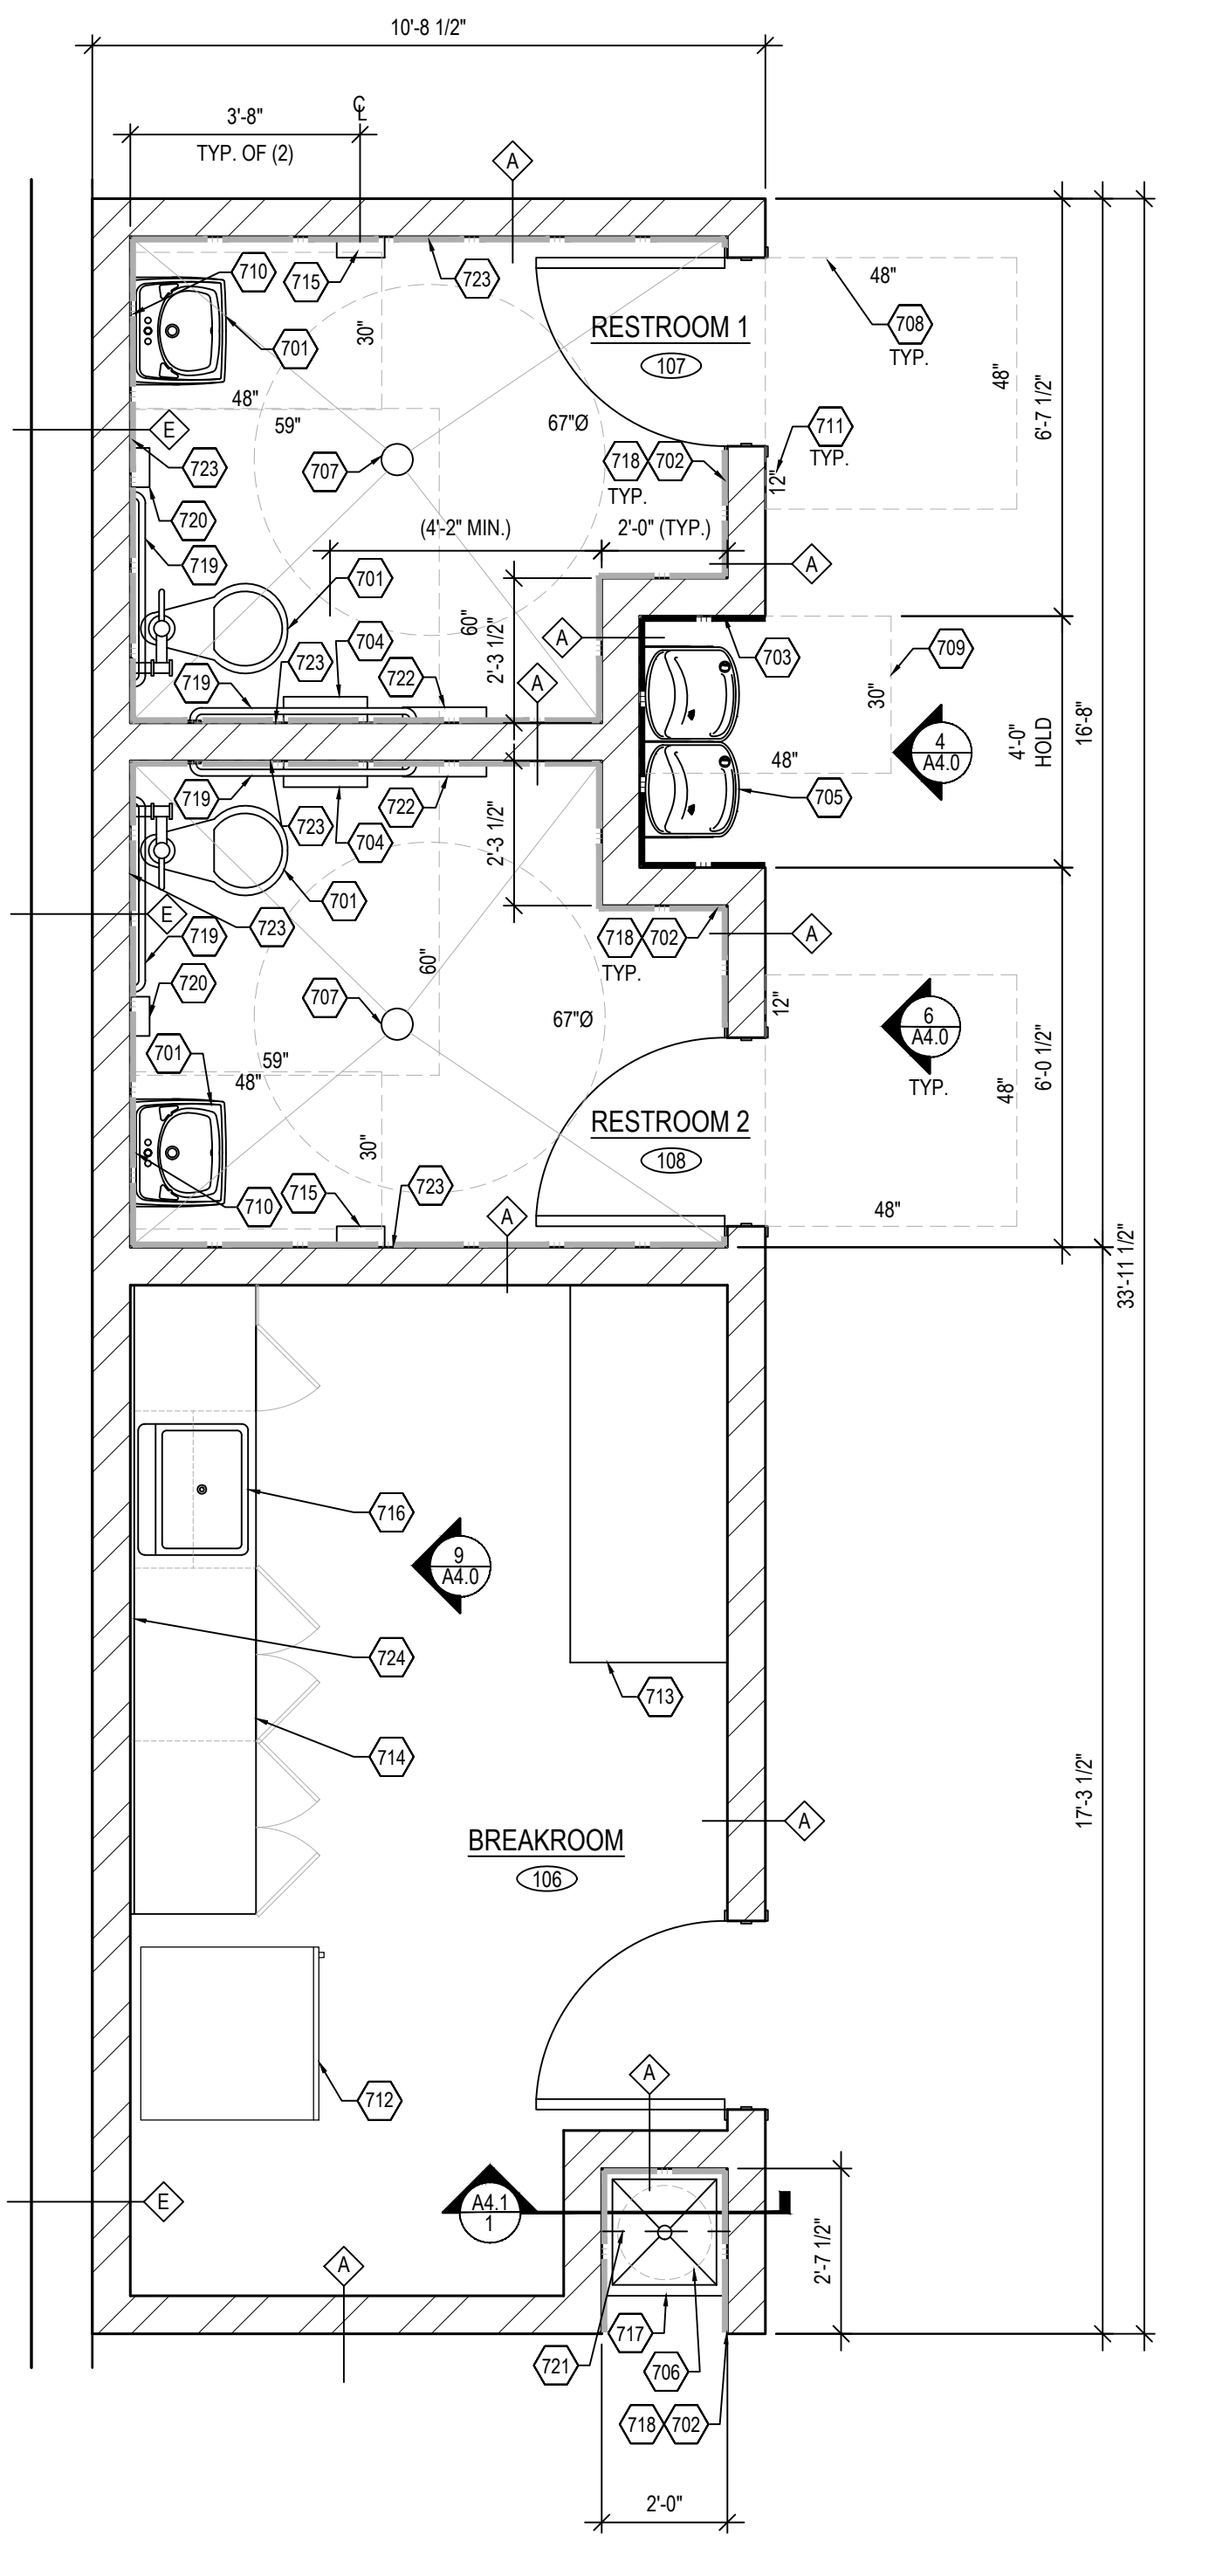 10'-8 1/2"
3'-8"
℄
TYP. OF (2)
A
710
715
723
48"
701
30"
RESTROOM 1
107
708
TYP.
48"
48"
59"
67"Ø
6'-7 1/2"
E
711
TYP.
723
707
718
702
TYP.
12"
720
(4'-2" MIN.)
2'-0" (TYP.)
719
701
A
60"
2'-3 1/2"
704
A
703
709
723
719
722
A
30"
4
A4.0
4'-0"
HOLD
16'-8"
48"
719
723
704
722
2'-3 1/2"
705
701
E
723
719
718
702
TYP.
A
60"
720
707
67"Ø
12"
6
A4.0
TYP.
701
59"
48"
48"
6'-0 1/2"
RESTROOM 2
108
30"
710
715
723
A
48"
33'-11 1/2"
716
9
A4.0
724
713
714
17'-3 1/2"
A
BREAKROOM
106
A
712
E
A4.1
1
A
2'-7 1/2"
717
721
706
718
702
2'-0"